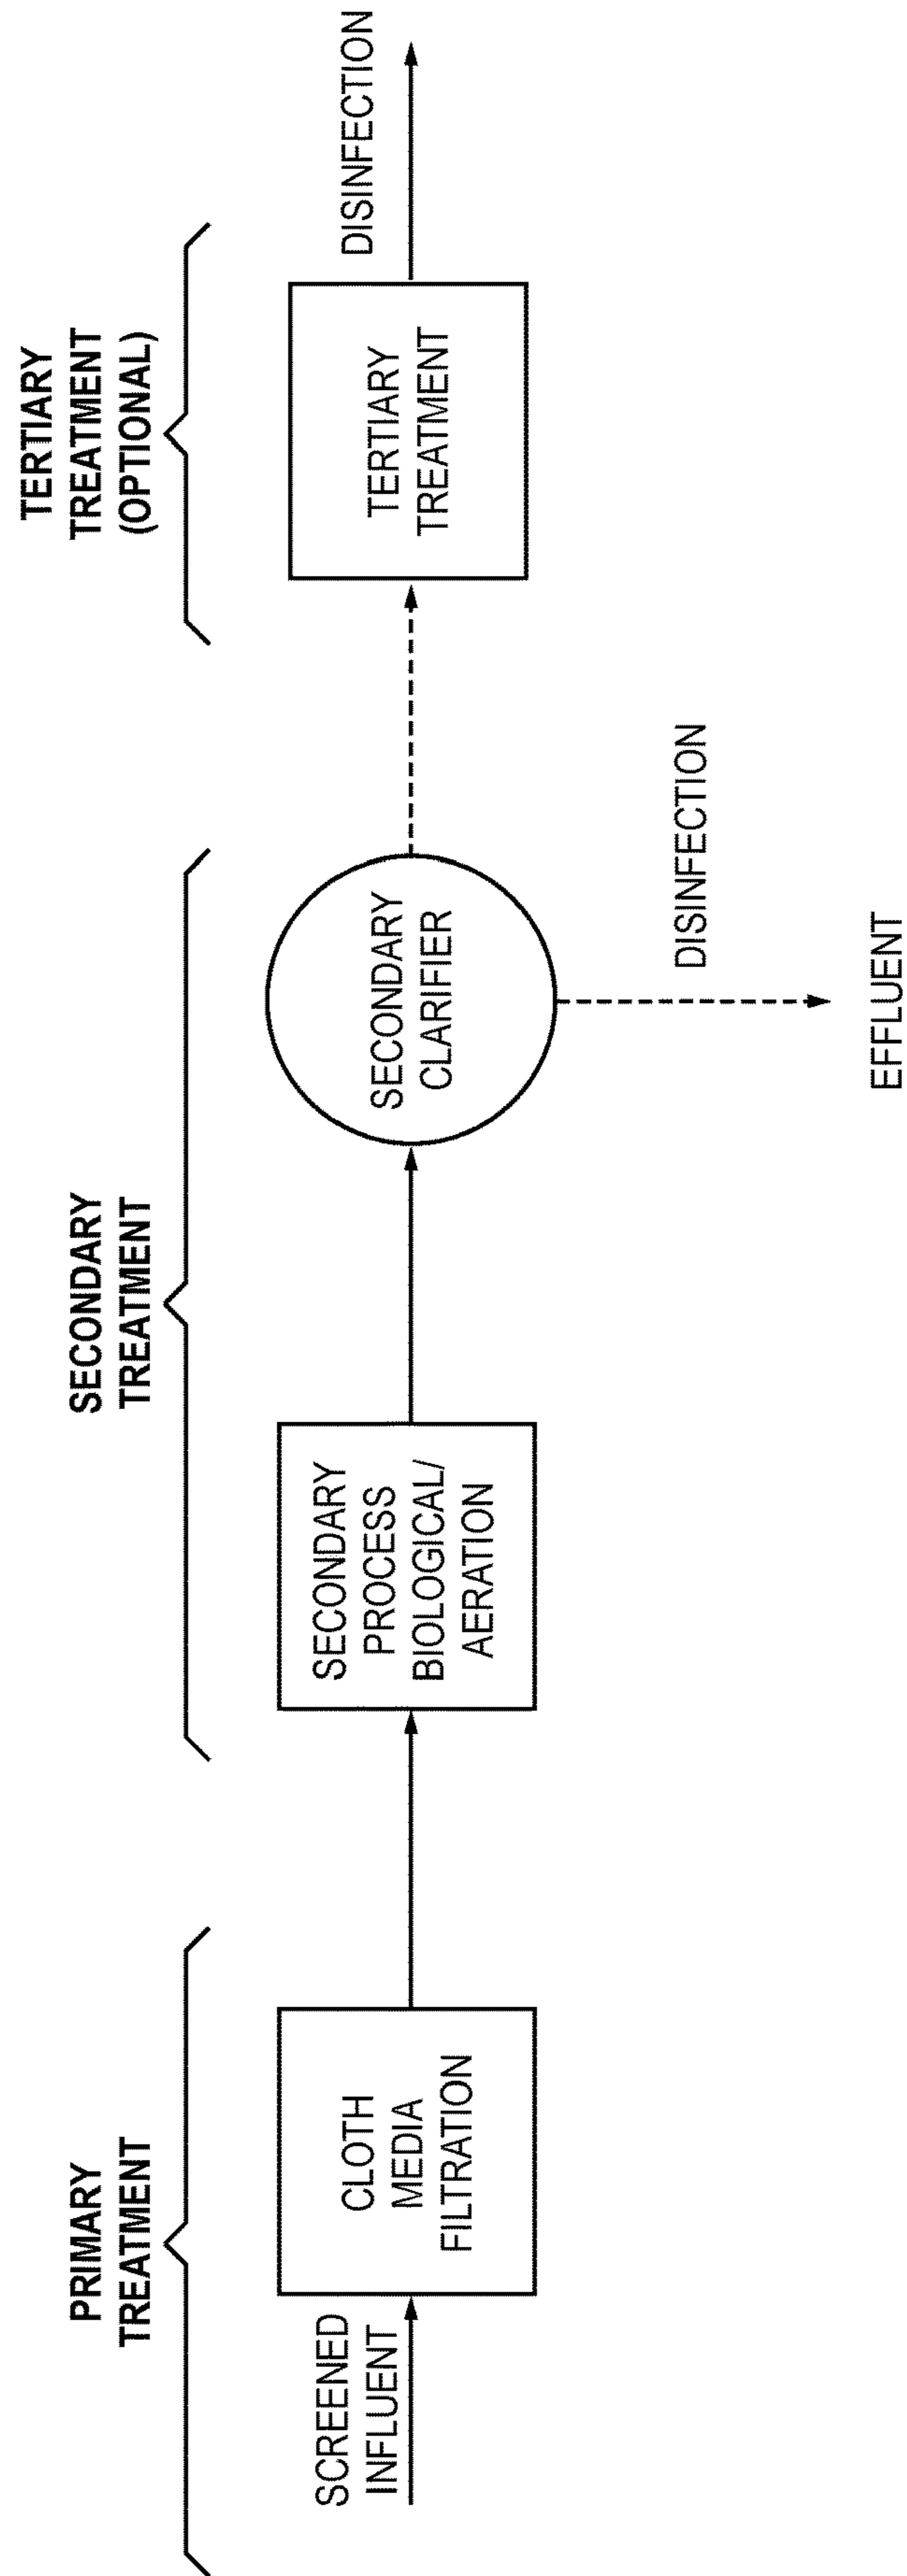 PRIMARY
TREATMENT
SECONDARY
TREATMENT
TERTIARY
TREATMENT
(OPTIONAL)
SCREENED
INFLUENT
CLOTH
MEDIA
FILTRATION
SECONDARY
PROCESS
BIOLOGICAL/
AERATION
SECONDARY
CLARIFIER
TERTIARY
TREATMENT
DISINFECTION
DISINFECTION
EFFLUENT